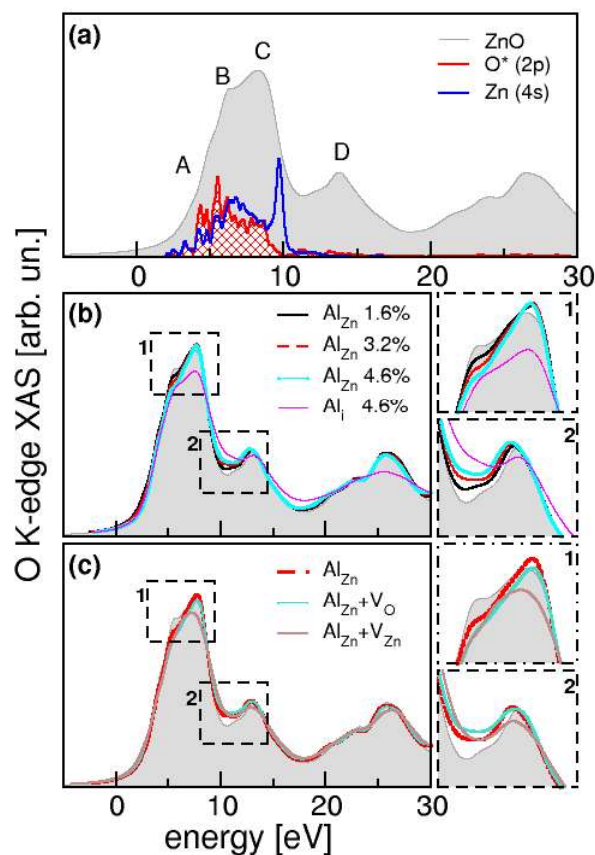 (a)
ZnO
O* (2p)
Zn (4s)
A
B
C
D
0
10
20
30
O K-edge XAS [arb. un.]
(b)
1
2
Al_Zn 1.6%
Al_Zn 3.2%
Al_Zn 4.6%
Al_i 4.6%
1
2
(c)
1
2
Al_Zn
Al_Zn+V_O
Al_Zn+V_Zn
1
2
0
10
20
30
energy [eV]